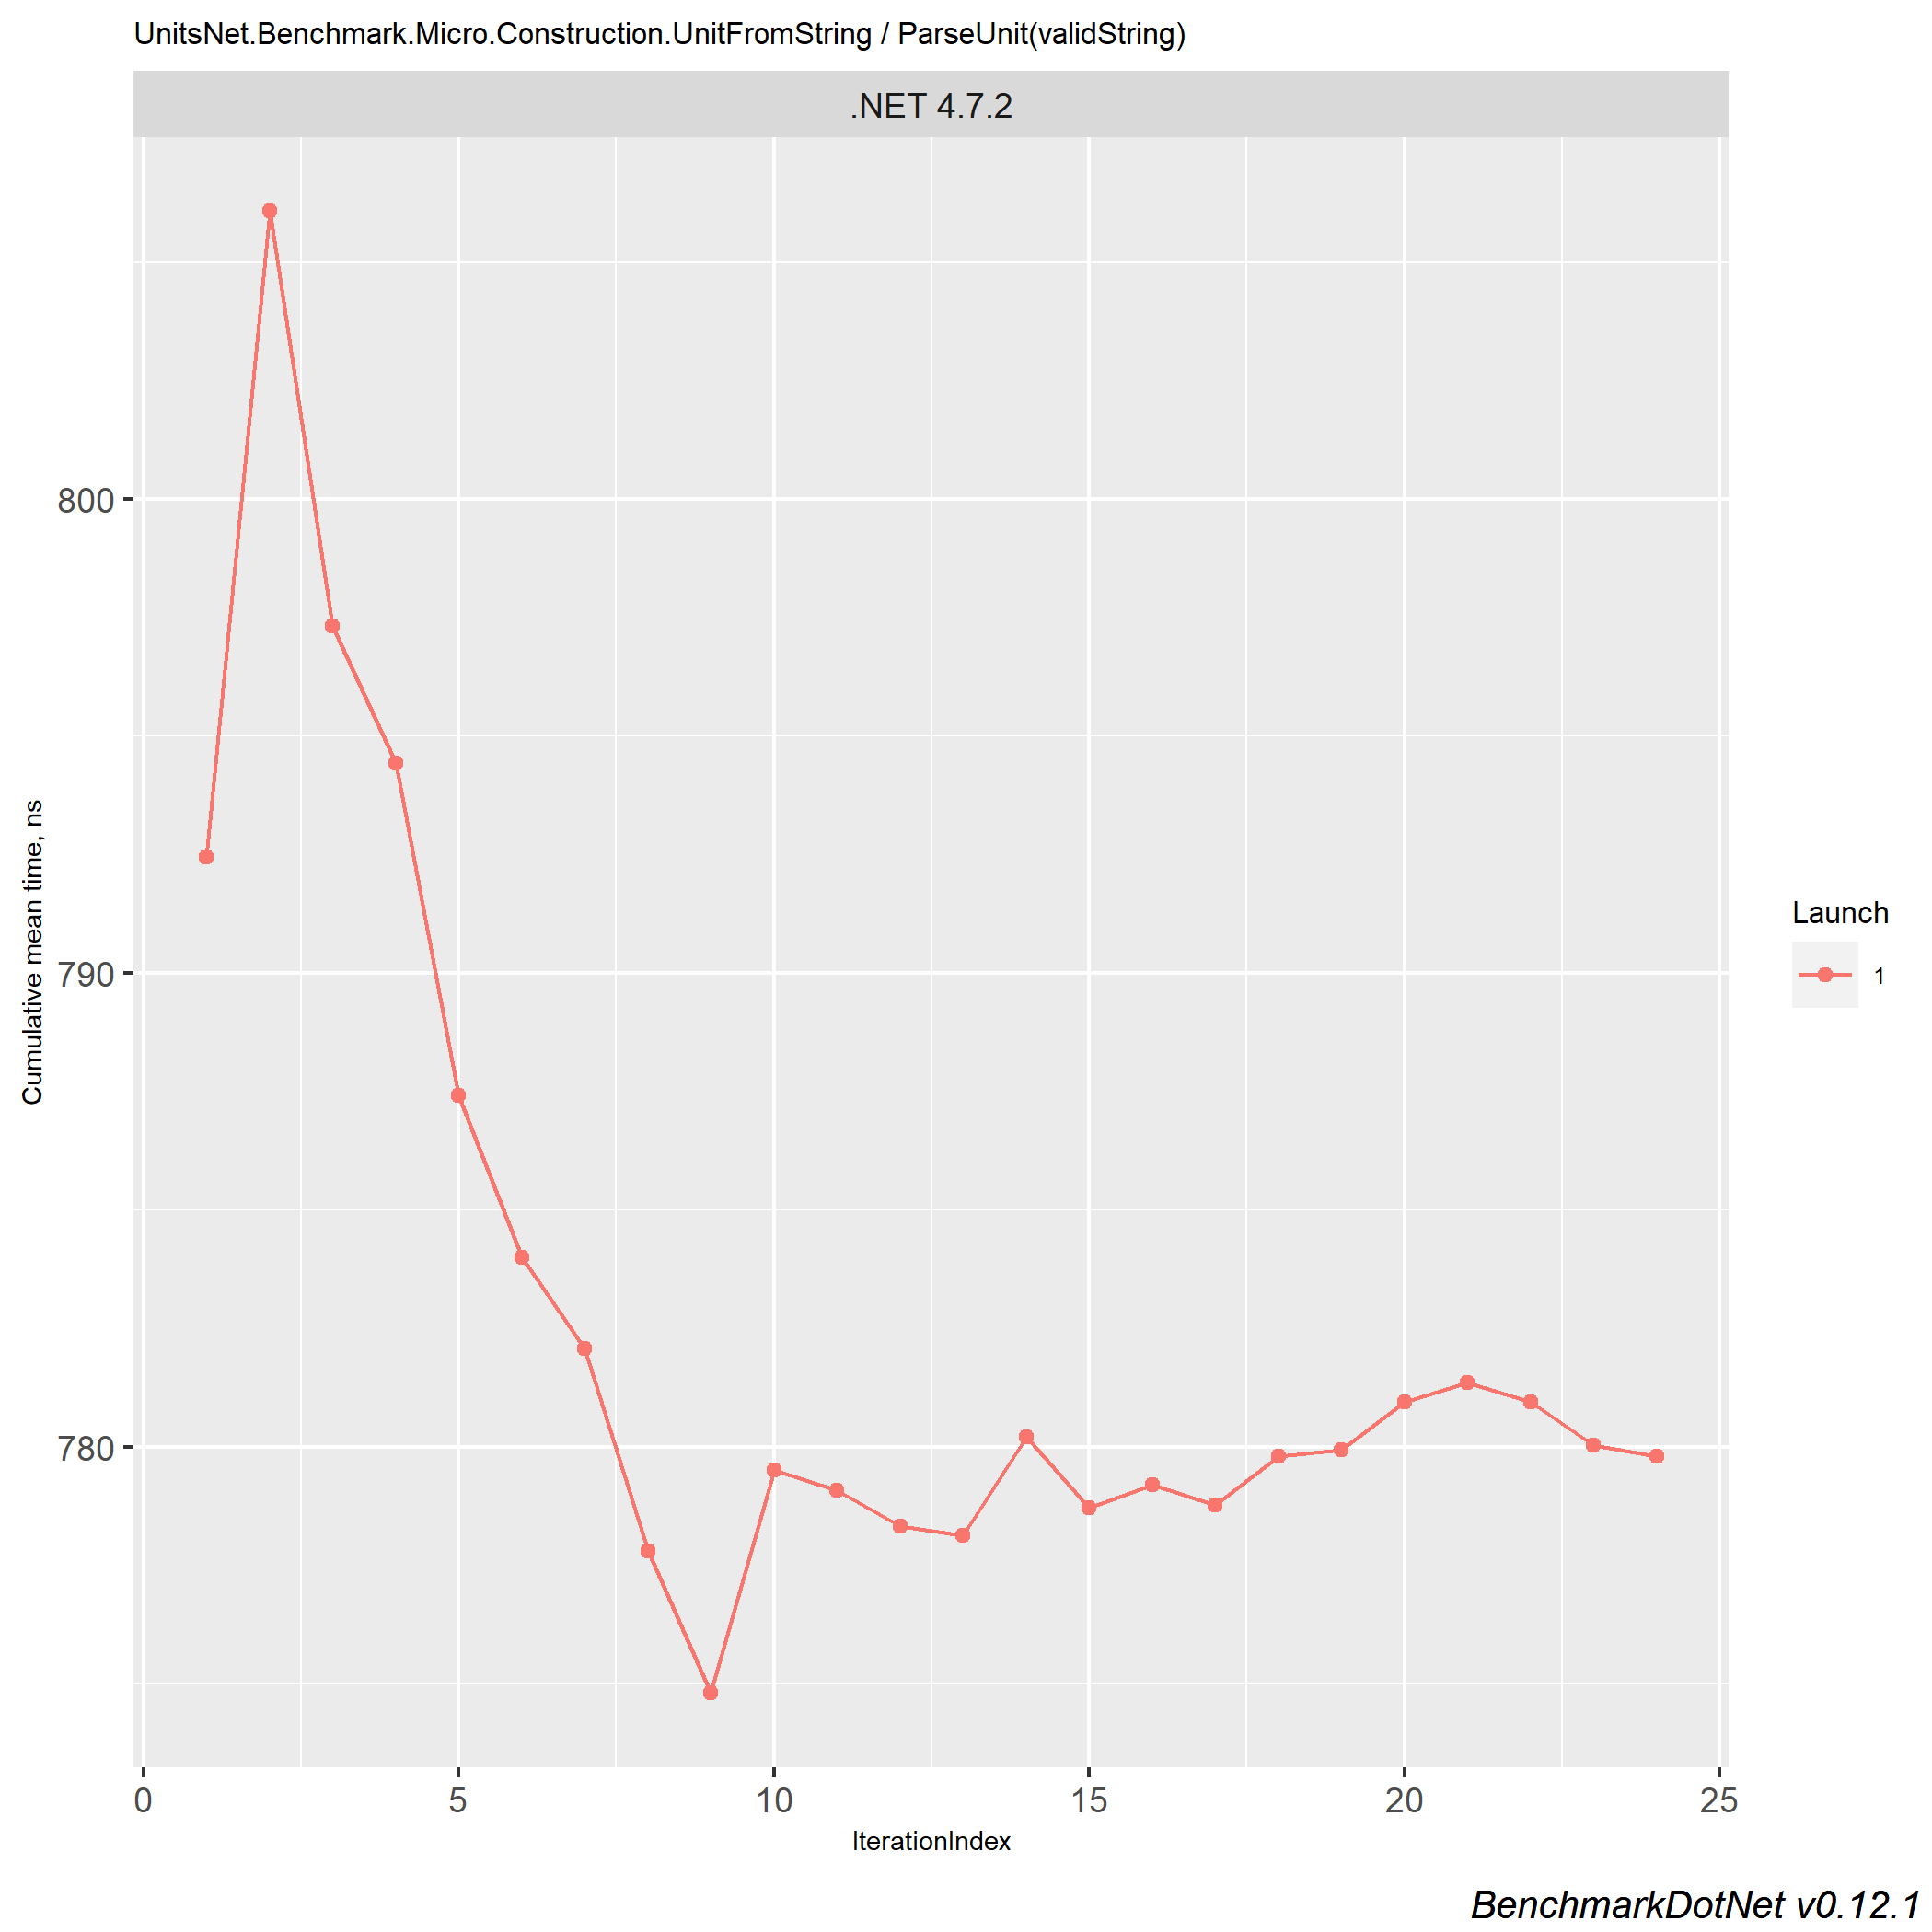 UnitsNet.Benchmark.Micro.Construction.UnitFromString / ParseUnit(validString)
.NET 4.7.2
Cumulative mean time, ns
800
790
780
Launch
1
0 5 10 15 20 25
IterationIndex
BenchmarkDotNet v0.12.1